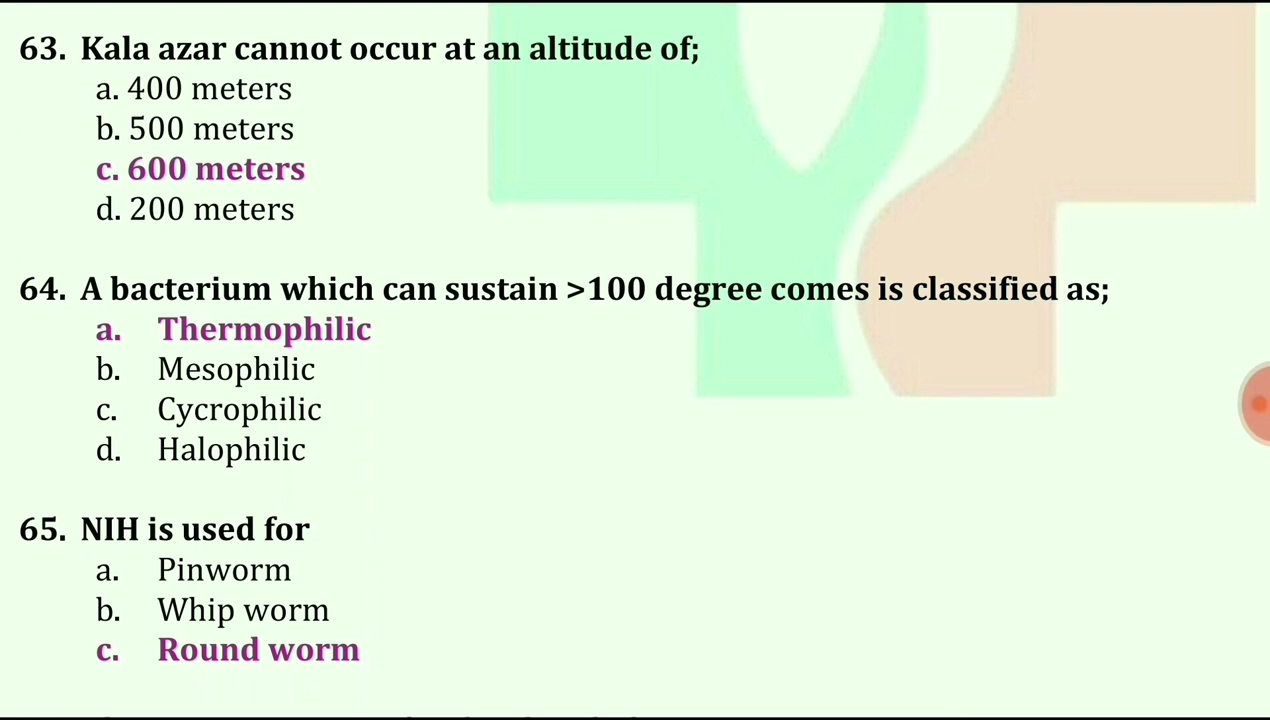 63. Kala azar cannot occur at an altitude of;
a. 400 meters
b. 500 meters
c. 600 meters
d. 200 meters
64. A bacterium which can sustain >100 degree comes is classified as;
a. Thermophilic
b. Mesophilic
c. Cycrophilic
d. Halophilic
65. NIH is used for
a. Pinworm
b. Whip worm
c. Round worm